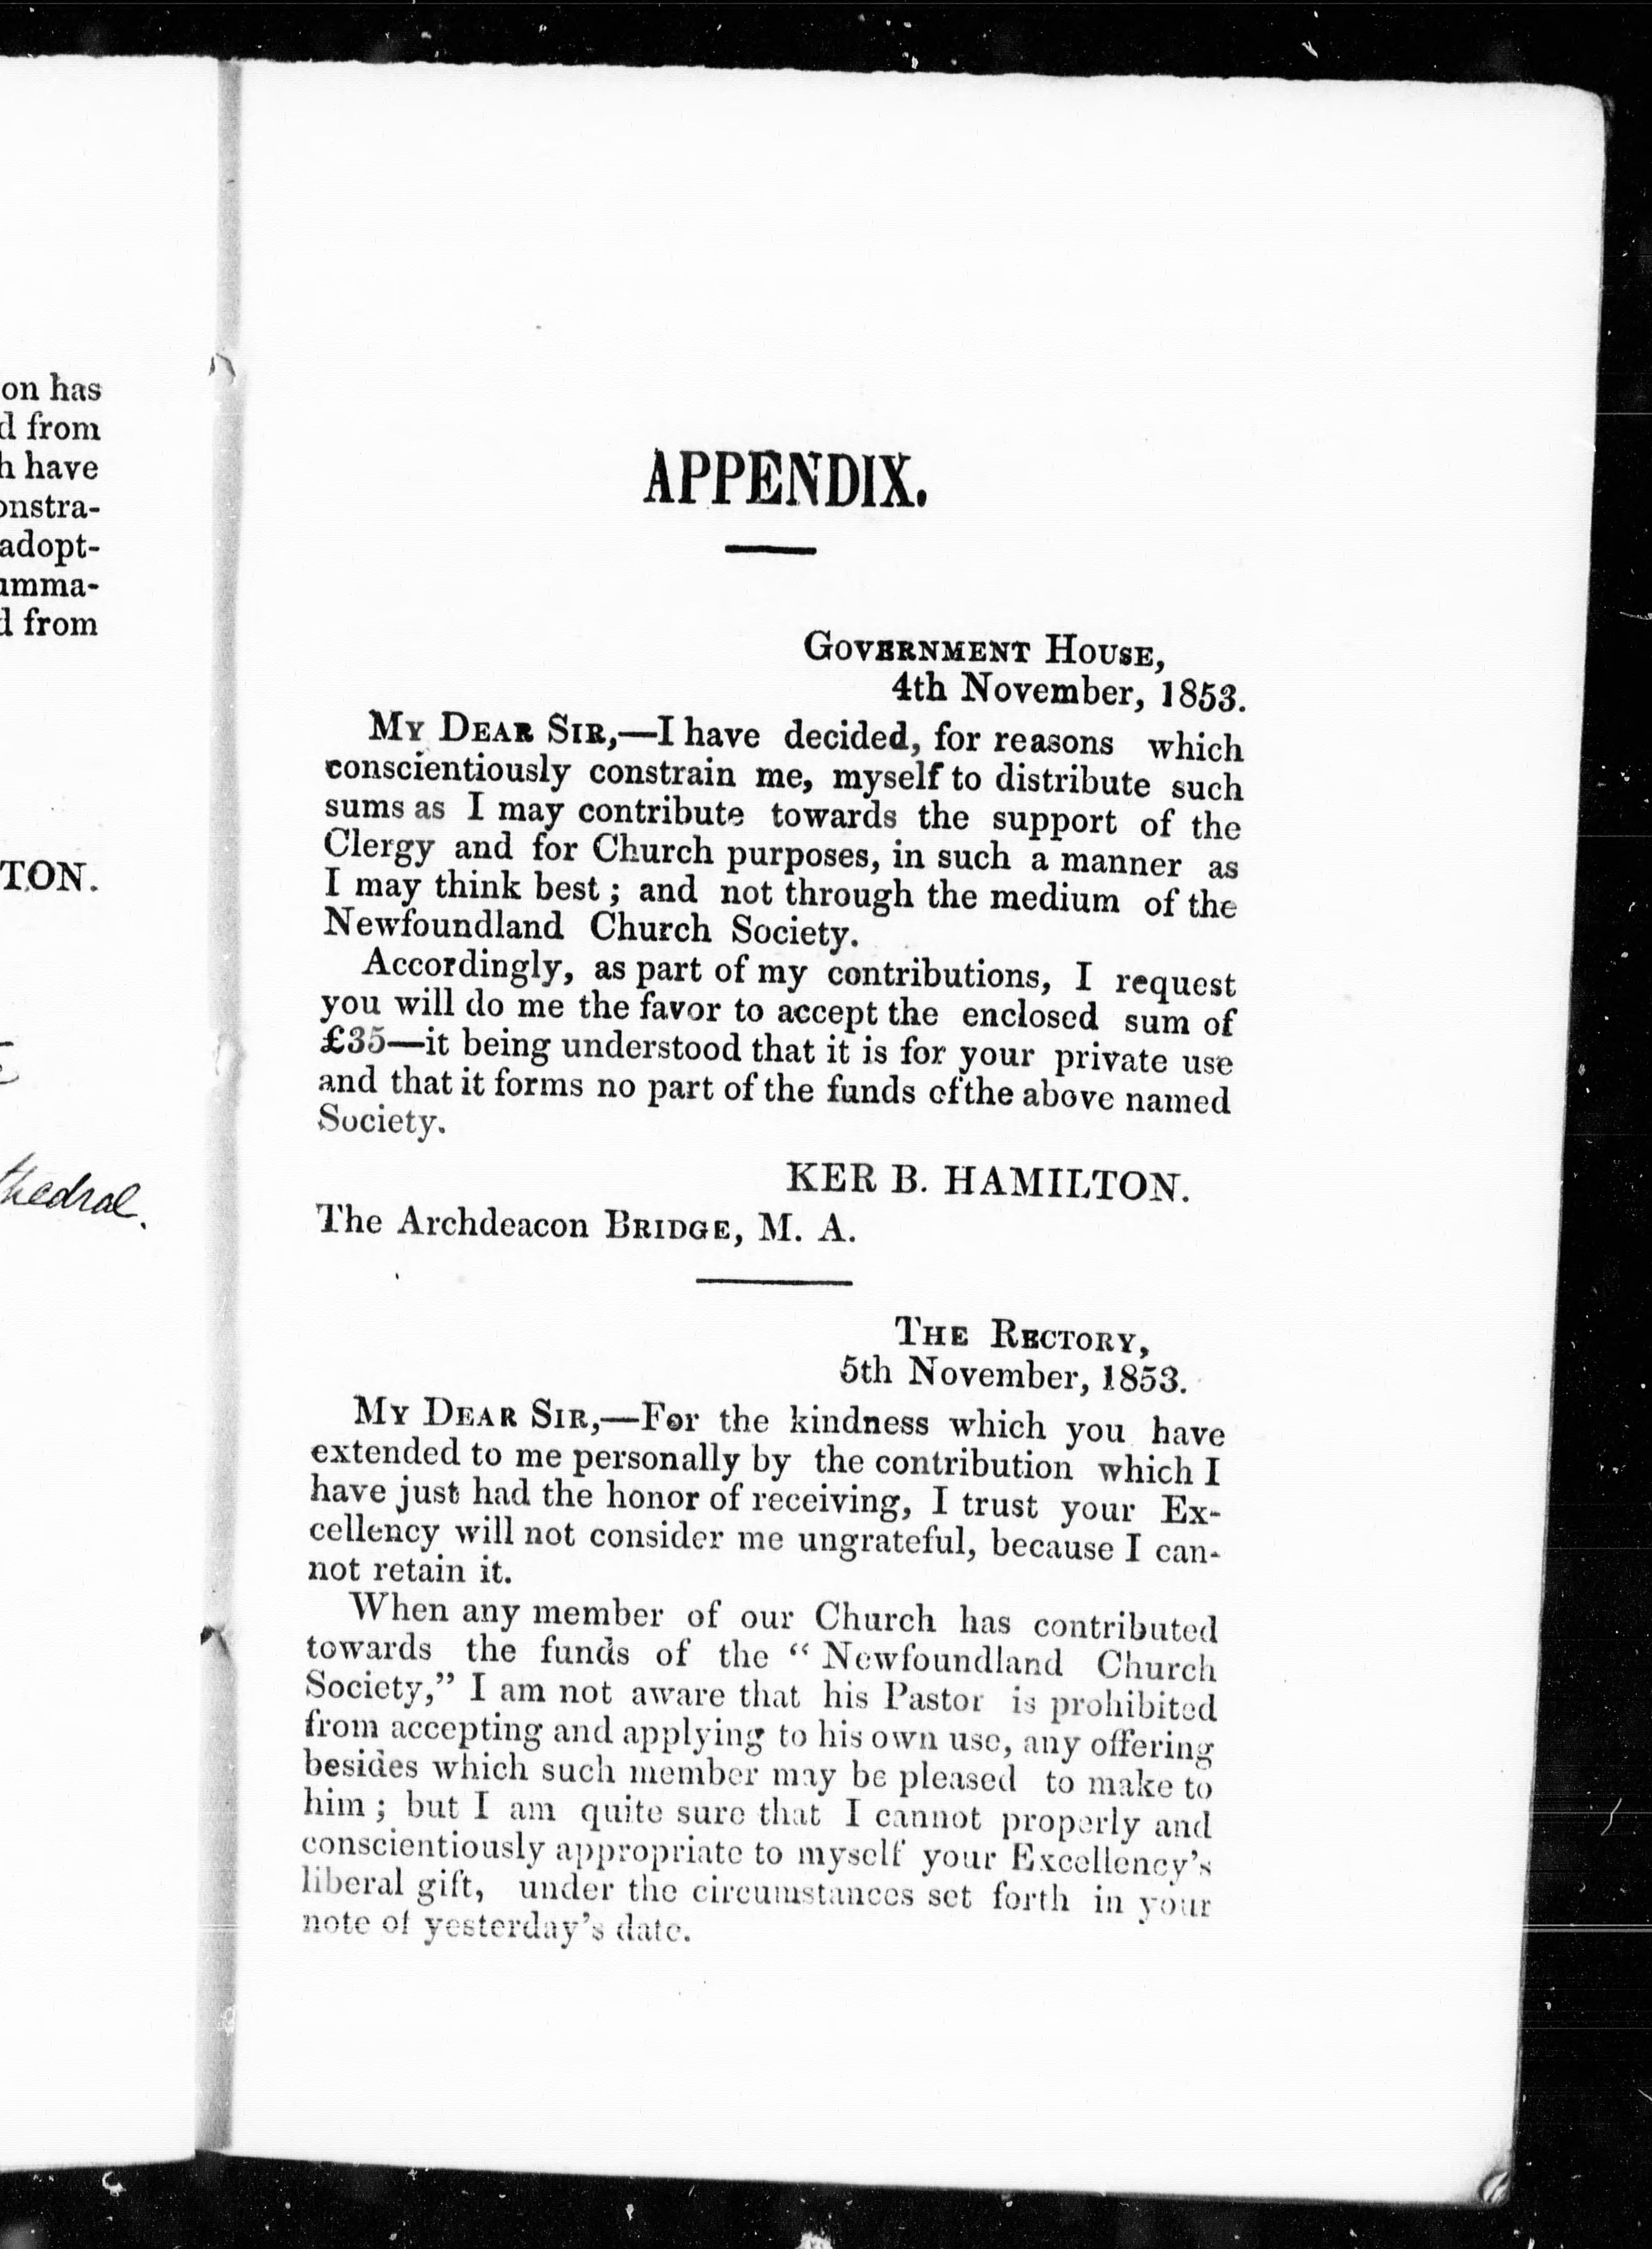 on has
d from
h have
onstra-
adopt-
umma-
d from
TON.
thedral.
APPENDIX.
GOVERNMENT HOUSE,
4th November, 1853.
MY DEAR SIR,—I have decided, for reasons which
conscientiously constrain me, myself to distribute such
sums as I may contribute towards the support of the
Clergy and for Church purposes, in such a manner as
I may think best; and not through the medium of the
Newfoundland Church Society.
Accordingly, as part of my contributions, I request
you will do me the favor to accept the enclosed sum of
£35—it being understood that it is for your private use
and that it forms no part of the funds of the above named
Society.
KER B. HAMILTON.
The Archdeacon BRIDGE, M. A.
THE RECTORY,
5th November, 1853.
MY DEAR SIR,—For the kindness which you have
extended to me personally by the contribution which I
have just had the honor of receiving, I trust your Ex-
cellency will not consider me ungrateful, because I can-
not retain it.
When any member of our Church has contributed
towards the funds of the "Newfoundland Church
Society," I am not aware that his Pastor is prohibited
from accepting and applying to his own use, any offering
besides which such member may be pleased to make to
him; but I am quite sure that I cannot properly and
conscientiously appropriate to myself your Excellency's
liberal gift, under the circumstances set forth in your
note of yesterday's date.